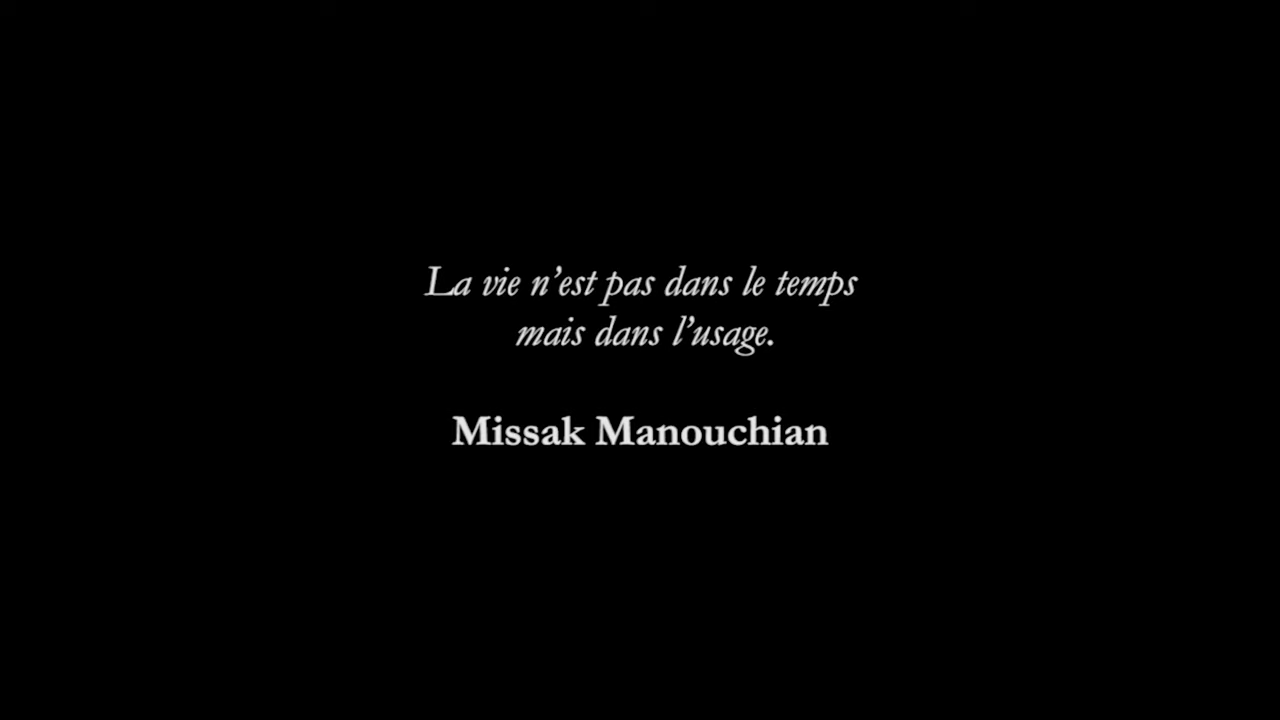 La vie n’est pas dans le temps
mais dans l’usage.
Missak Manouchian